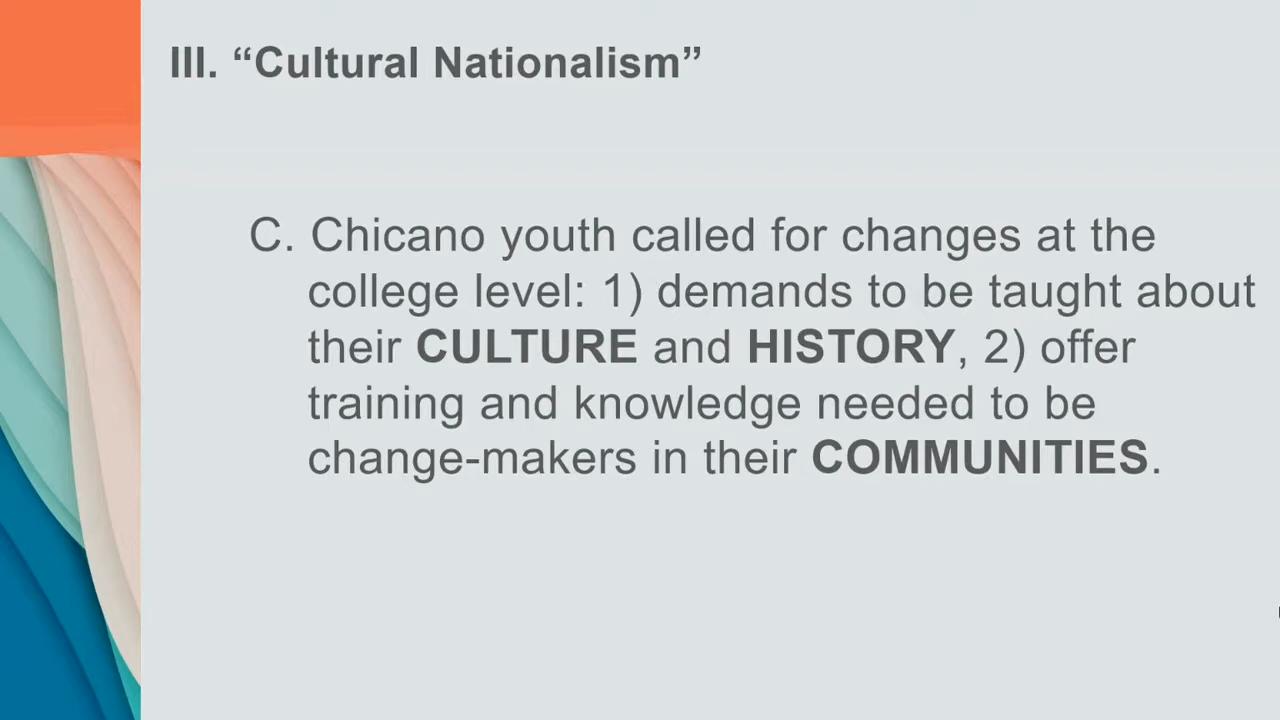 III. “Cultural Nationalism”
C. Chicano youth called for changes at the
college level: 1) demands to be taught about
their CULTURE and HISTORY, 2) offer
training and knowledge needed to be
change-makers in their COMMUNITIES.